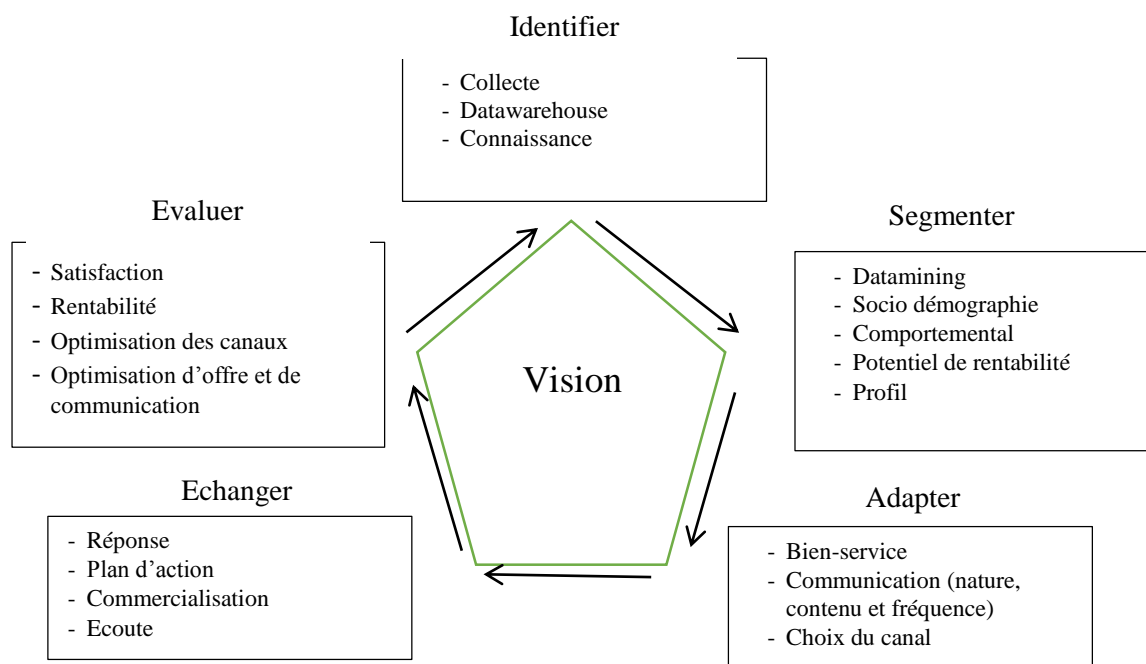 Identifier
- Collecte
- Datawarehouse
- Connaissance
Evaluer
- Satisfaction
- Rentabilité
- Optimisation des canaux
- Optimisation d'offre et de
communication
Segmenter
- Datamining
- Socio démographie
- Comportemental
- Potentiel de rentabilité
- Profil
Vision
Echanger
- Réponse
- Plan d'action
- Commercialisation
- Ecoute
Adapter
- Bien-service
- Communication (nature,
contenu et fréquence)
- Choix du canal